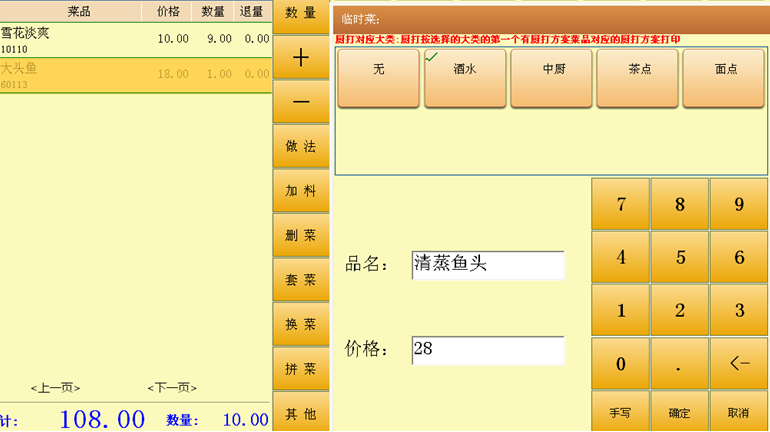 菜品 价格 数量 退量
雪花淡爽 10.00 9.00 0.00
10110
大头鱼 18.00 1.00 0.00
60113
<上一页> <下一页>
计: 108.00 数量: 10.00
数量
+
−
做法
加料
删菜
套菜
换菜
拼菜
其他
临时菜:
厨打对应大类:厨打按选择的大类的第一个有厨打方案菜品对应的厨打方案打印
无 酒水 中厨 茶点 面点
品名: 清蒸鱼头
价格: 28
7 8 9
4 5 6
1 2 3
0 . <-
手写 确定 取消